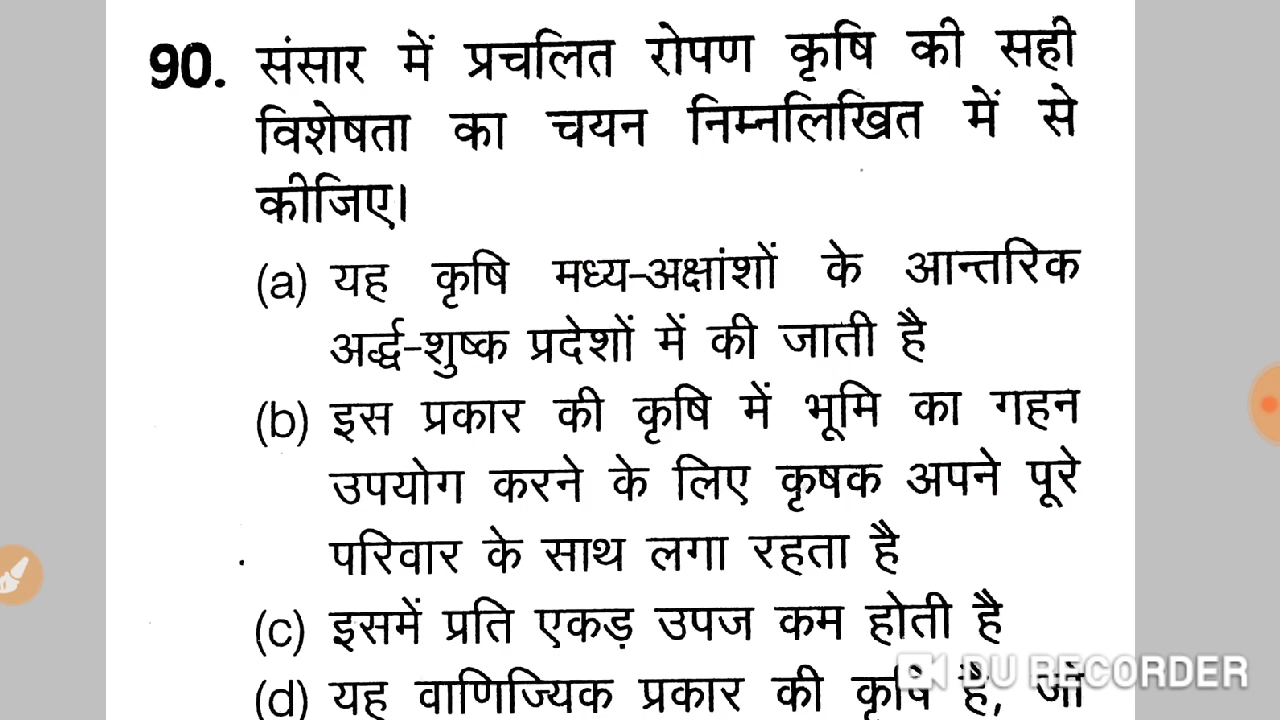 90. संसार में प्रचलित रोपण कृषि की सही
विशेषता का चयन निम्नलिखित में से
कीजिए।
(a) यह कृषि मध्य-अक्षांशों के आन्तरिक
अर्द्ध-शुष्क प्रदेशों में की जाती है
(b) इस प्रकार की कृषि में भूमि का गहन
उपयोग करने के लिए कृषक अपने पूरे
परिवार के साथ लगा रहता है
(c) इसमें प्रति एकड़ उपज कम होती है
(d) यह वाणिज्यिक प्रकार की कृषि है, जो
DU RECORDER